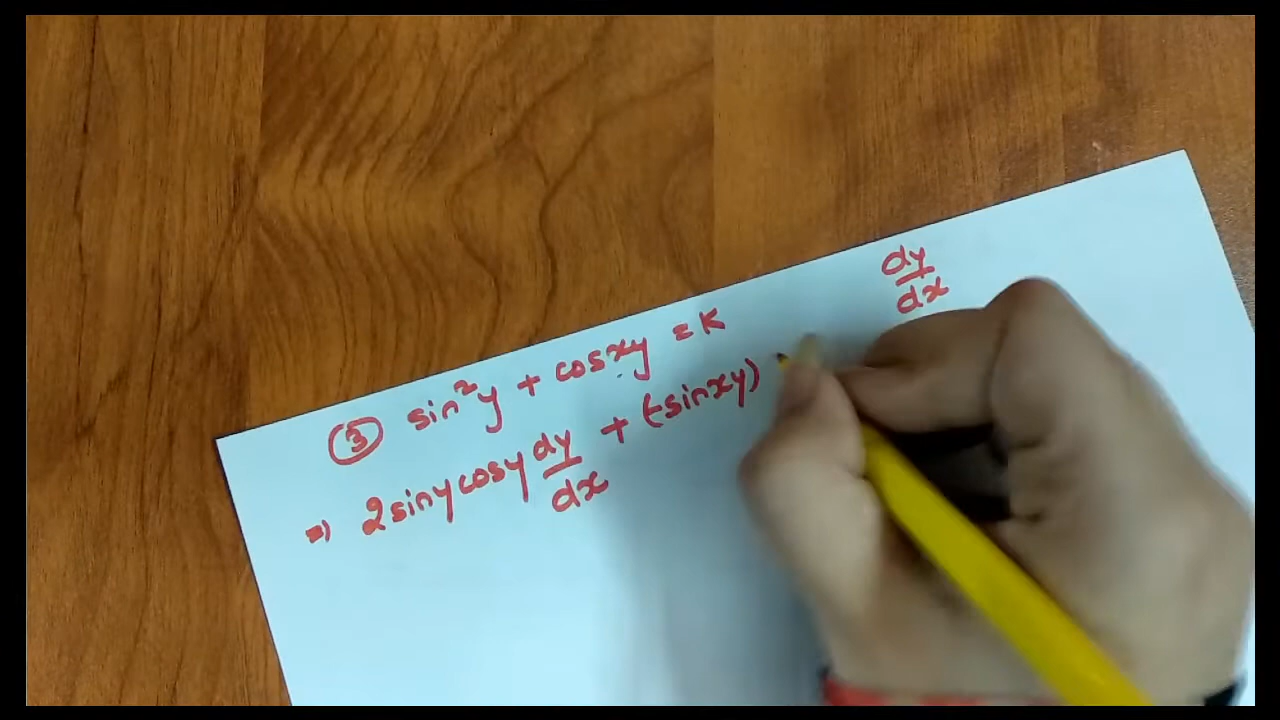 dy/dx
③ sin²y + cosxy = K
⇒ 2sinycosy dy/dx + (-sinxy)